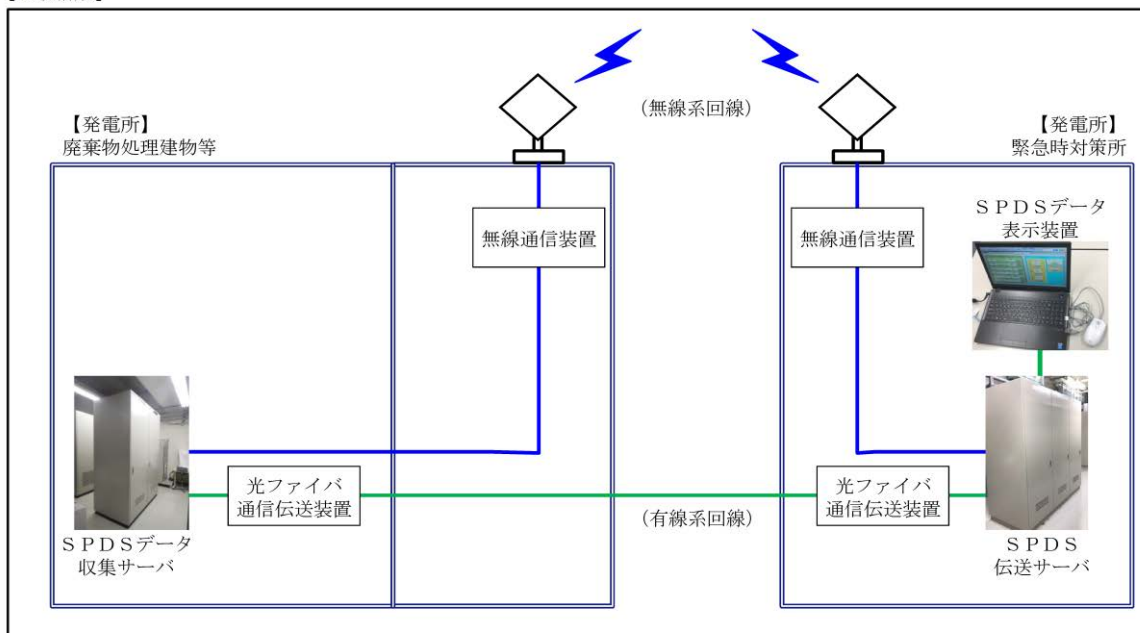 【発電所】
廃棄物処理建物等
(無線系回線)
【発電所】
緊急時対策所
無線通信装置
無線通信装置
ＳＰＤＳデータ
表示装置
光ファイバ
通信伝送装置
(有線系回線)
光ファイバ
通信伝送装置
ＳＰＤＳデータ
収集サーバ
ＳＰＤＳ
伝送サーバ